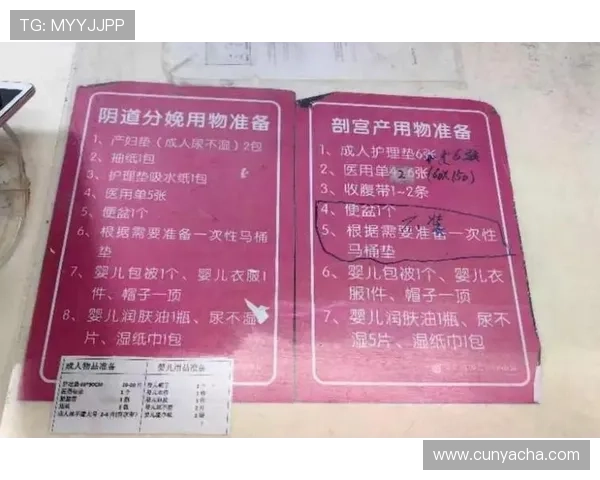 TG: MYYJJPP
阴道分娩用物准备
1、产妇垫（成人尿不湿）2包
2、抽纸1包
3、护理垫吸水纸1包
4、医用单5张
5、便盆1个
6、根据需要准备一次性马桶
垫
7、婴儿包被1个、婴儿衣服1
件、帽子一项
8、婴儿润肤油1瓶、尿不湿5
片、湿纸巾1包
剖宫产用物准备
1、成人护理垫6张
2、医用单 6张
3、收腹带1~2条
4、便盆1个
5、根据需要准备一次性
马桶垫
6、婴儿包被1个、婴儿衣
服1件、帽子一项
7、婴儿润肤油1瓶、尿不
湿5片、湿纸巾1包
成人物品准备
婴儿用品准备
www.cunyacha.com